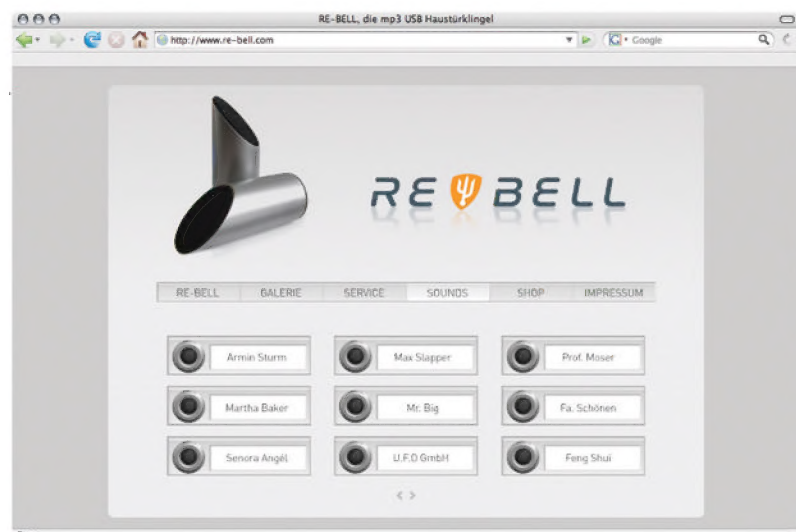 RE-BELL, die mp3 USB Haustürklingel
http://www.re-bell.com
Google
RE BELL
RE-BELL GALERIE SERVICE SOUNDS SHOP IMPRESSUM
Armin Sturm Max Slapper Prof. Moser
Martha Baker Mr. Big Fa. Schönen
Senora Angél U.F.O GmbH Feng Shui